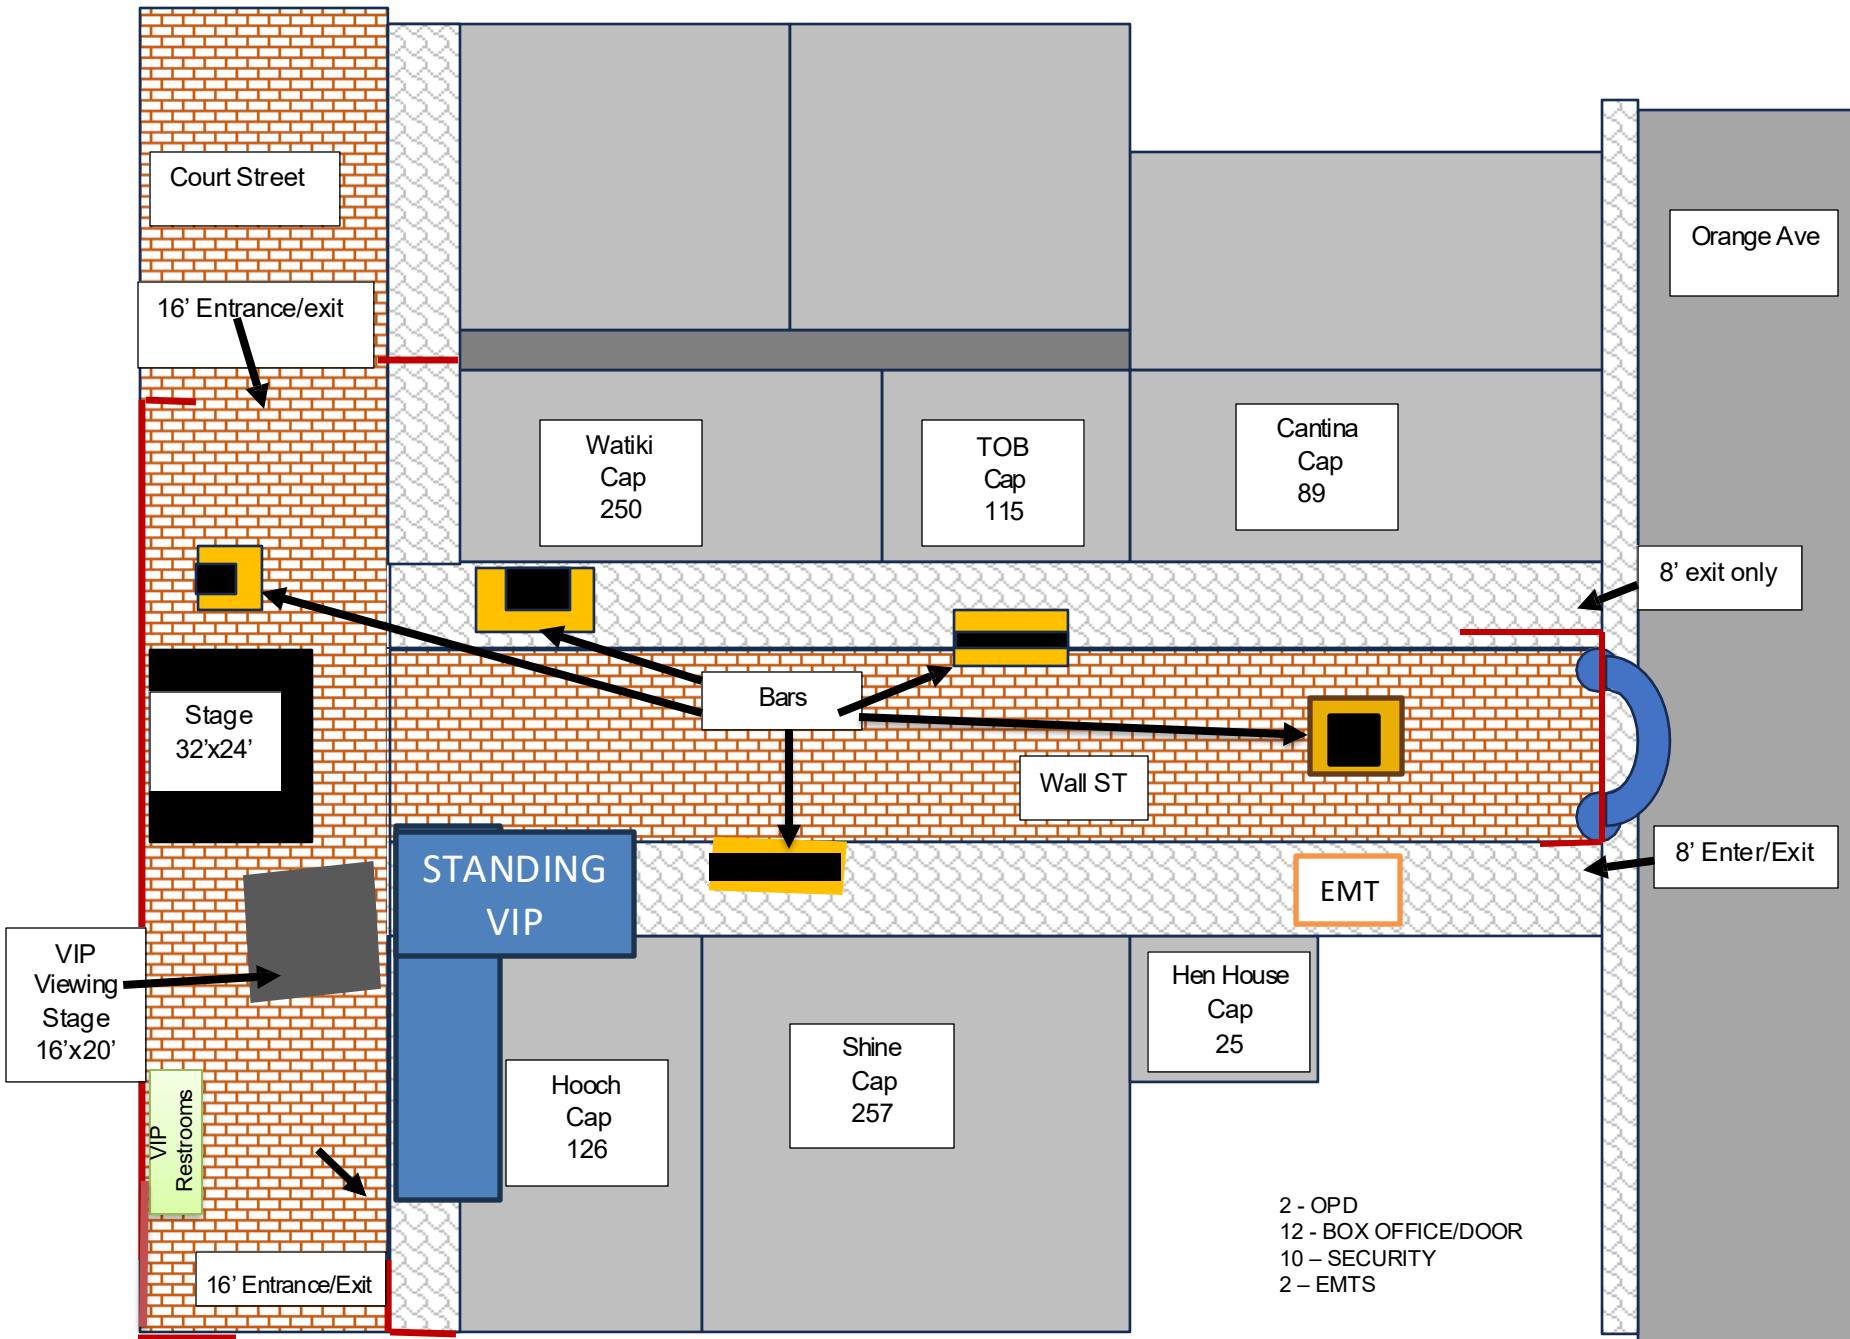 Court Street
Orange Ave
16’ Entrance/exit
Watiki
Cap
250
TOB
Cap
115
Cantina
Cap
89
8’ exit only
Bars
Stage
32’x24’
Wall ST
STANDING
VIP
EMT
8’ Enter/Exit
VIP
Viewing
Stage
16’x20’
Hen House
Cap
25
Shine
Cap
257
Hooch
Cap
126
VIP
Restrooms
16’ Entrance/Exit
2 - OPD
12 - BOX OFFICE/DOOR
10 – SECURITY
2 – EMTS